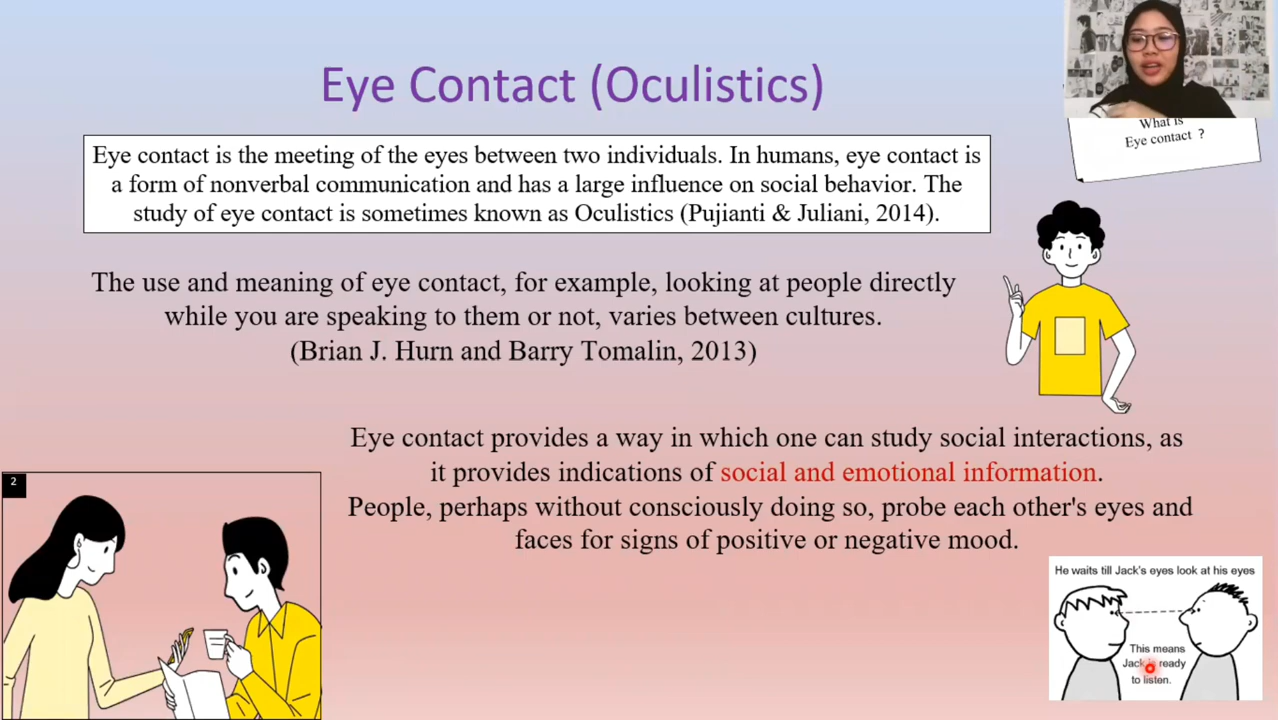 Eye Contact (Oculistics)
What is
Eye contact ?
Eye contact is the meeting of the eyes between two individuals. In humans, eye contact is
a form of nonverbal communication and has a large influence on social behavior. The
study of eye contact is sometimes known as Oculistics (Pujianti & Juliani, 2014).
The use and meaning of eye contact, for example, looking at people directly
while you are speaking to them or not, varies between cultures.
(Brian J. Hurn and Barry Tomalin, 2013)
Eye contact provides a way in which one can study social interactions, as
it provides indications of social and emotional information.
People, perhaps without consciously doing so, probe each other's eyes and
faces for signs of positive or negative mood.
2
He waits till Jack's eyes look at his eyes
This means
Jack is ready
to listen.